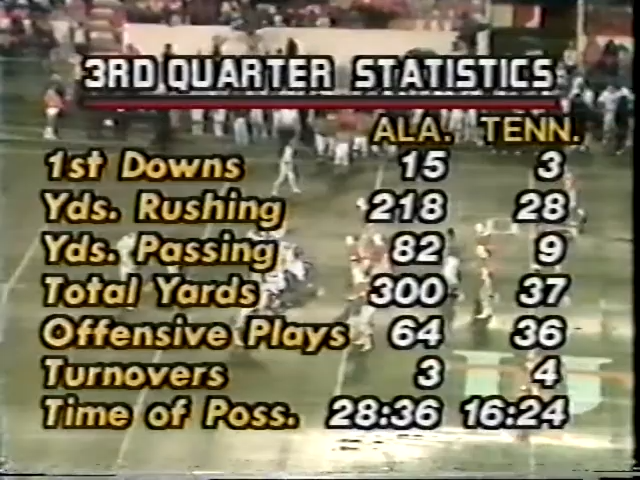 3RD QUARTER STATISTICS
ALA. TENN.
1st Downs 15 3
Yds. Rushing 218 28
Yds. Passing 82 9
Total Yards 300 37
Offensive Plays 64 36
Turnovers 3 4
Time of Poss. 28:36 16:24